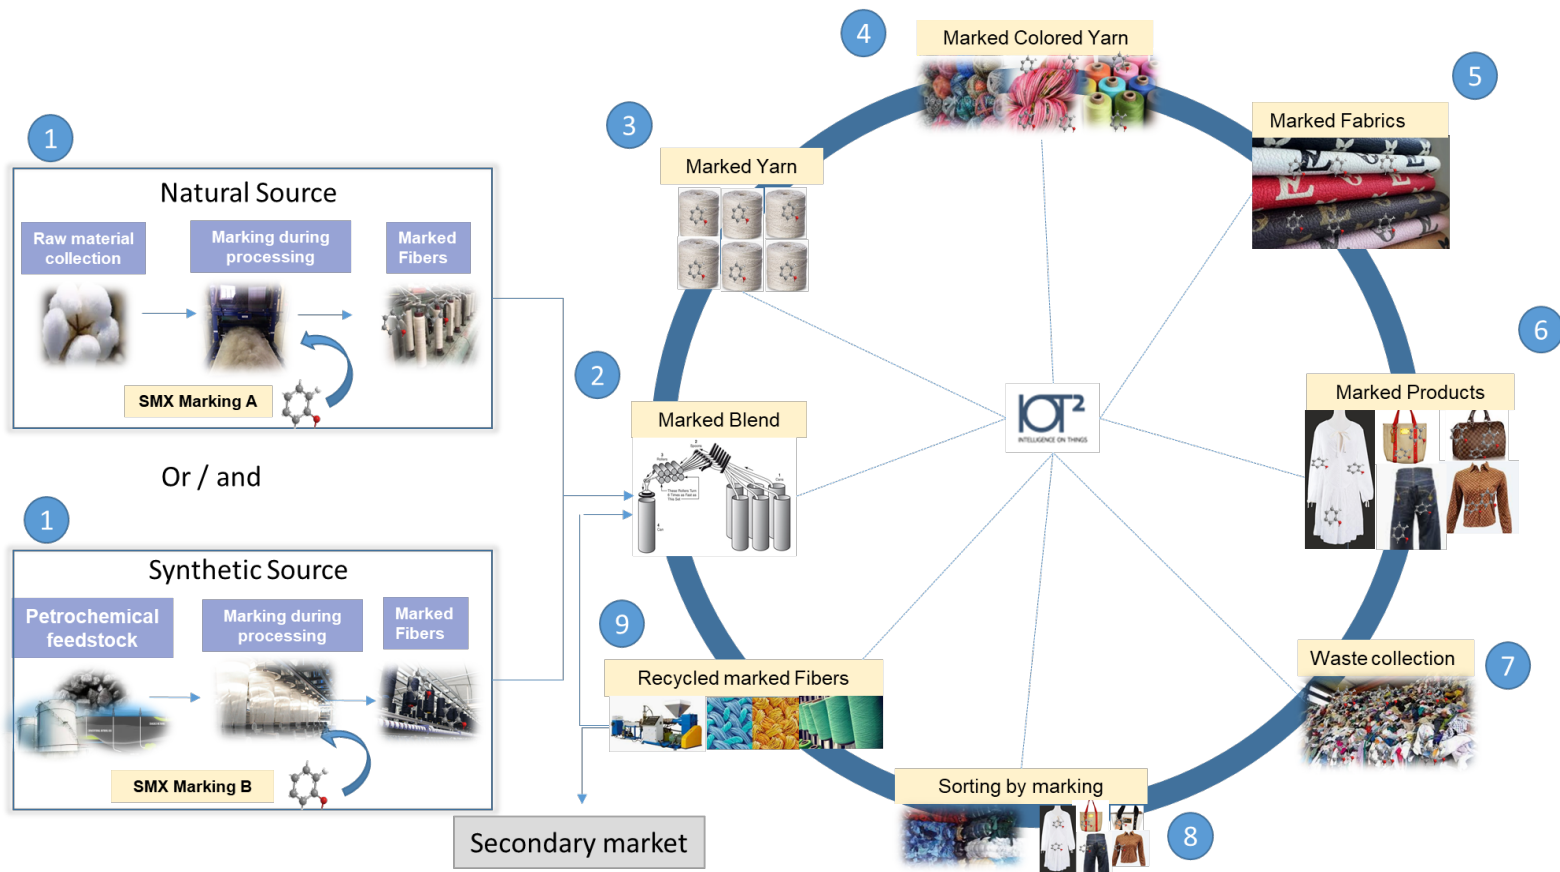 1
Natural Source
Raw material
collection
Marking during
processing
Marked
Fibers
SMX Marking A
Or / and
1
Synthetic Source
Petrochemical
feedstock
Marking during
processing
Marked
Fibers
SMX Marking B
2
Marked Blend
3
Marked Yarn
4
Marked Colored Yarn
5
Marked Fabrics
6
Marked Products
7
Waste collection
8
Sorting by marking
9
Recycled marked Fibers
Secondary market
IOT²
INTELLIGENCE ON THINGS